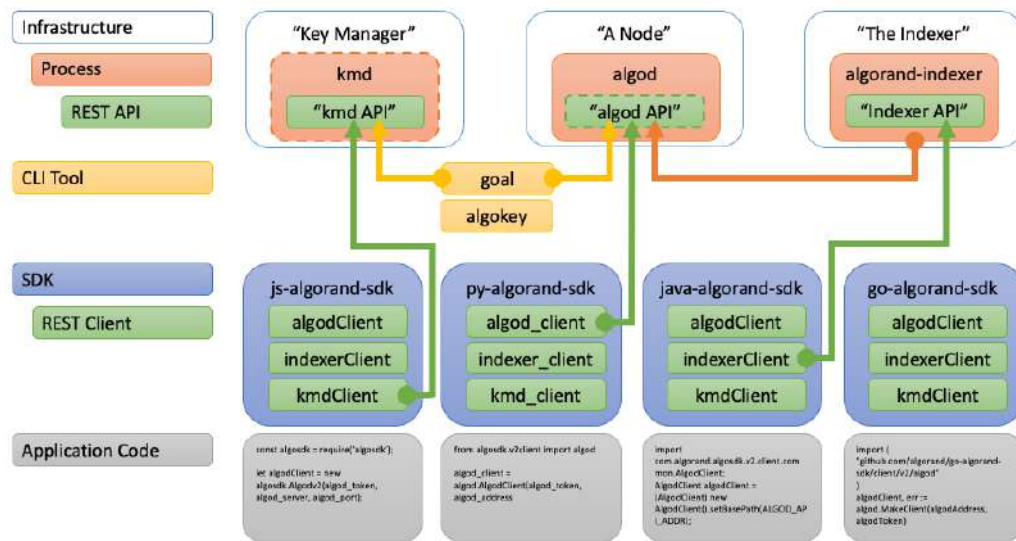 Infrastructure
Process
REST API
CLI Tool
SDK
REST Client
Application Code
“Key Manager”
kmd
“kmd API”
“A Node”
algod
“algod API”
“The Indexer”
algorand-indexer
“Indexer API”
goal
algokey
js-algorand-sdk
algodClient
indexerClient
kmdClient
py-algorand-sdk
algod_client
indexer_client
kmd_client
java-algorand-sdk
algodClient
indexerClient
kmdClient
go-algorand-sdk
algodClient
indexerClient
kmdClient
const algosdk = require('algosdk');
let algodClient = new
algosdk.Algodv2(algod_token,
algod_server, algod_port);
from algosdk.v2client import algod
algod_client =
algod.AlgodClient(algod_token,
algod_address
import
com.algorand.algosdk.v2.client.com
mon.AlgodClient;
AlgodClient algodClient =
(AlgodClient) new
AlgodClient().setBasePath(ALGOD_AP
I_ADDR);
import (
"github.com/algorand/go-algorand-
sdk/client/v2/algod"
)
algodClient, err :=
algod.MakeClient(algodAddress,
algodToken)